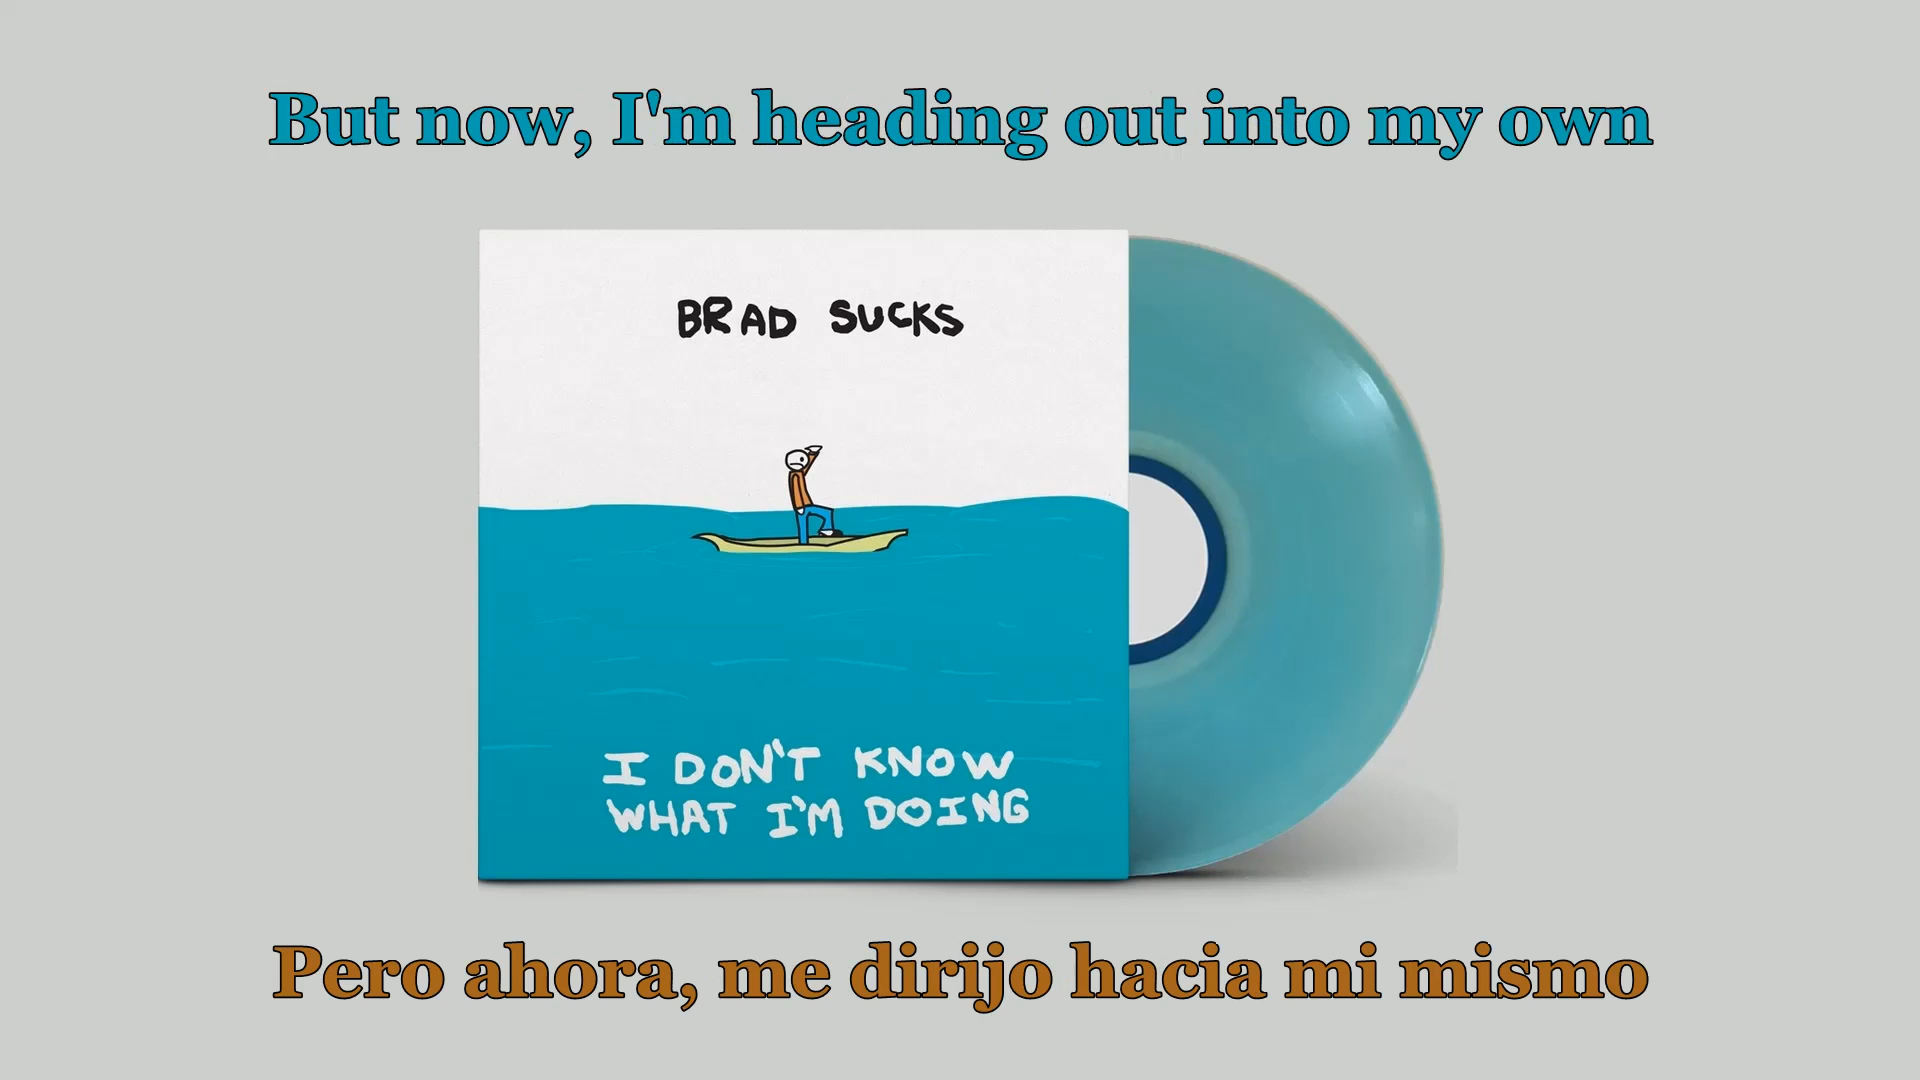 But now, I'm heading out into my own
BRAD SUCKS
I DON'T KNOW
WHAT I'M DOING
Pero ahora, me dirijo hacia mi mismo